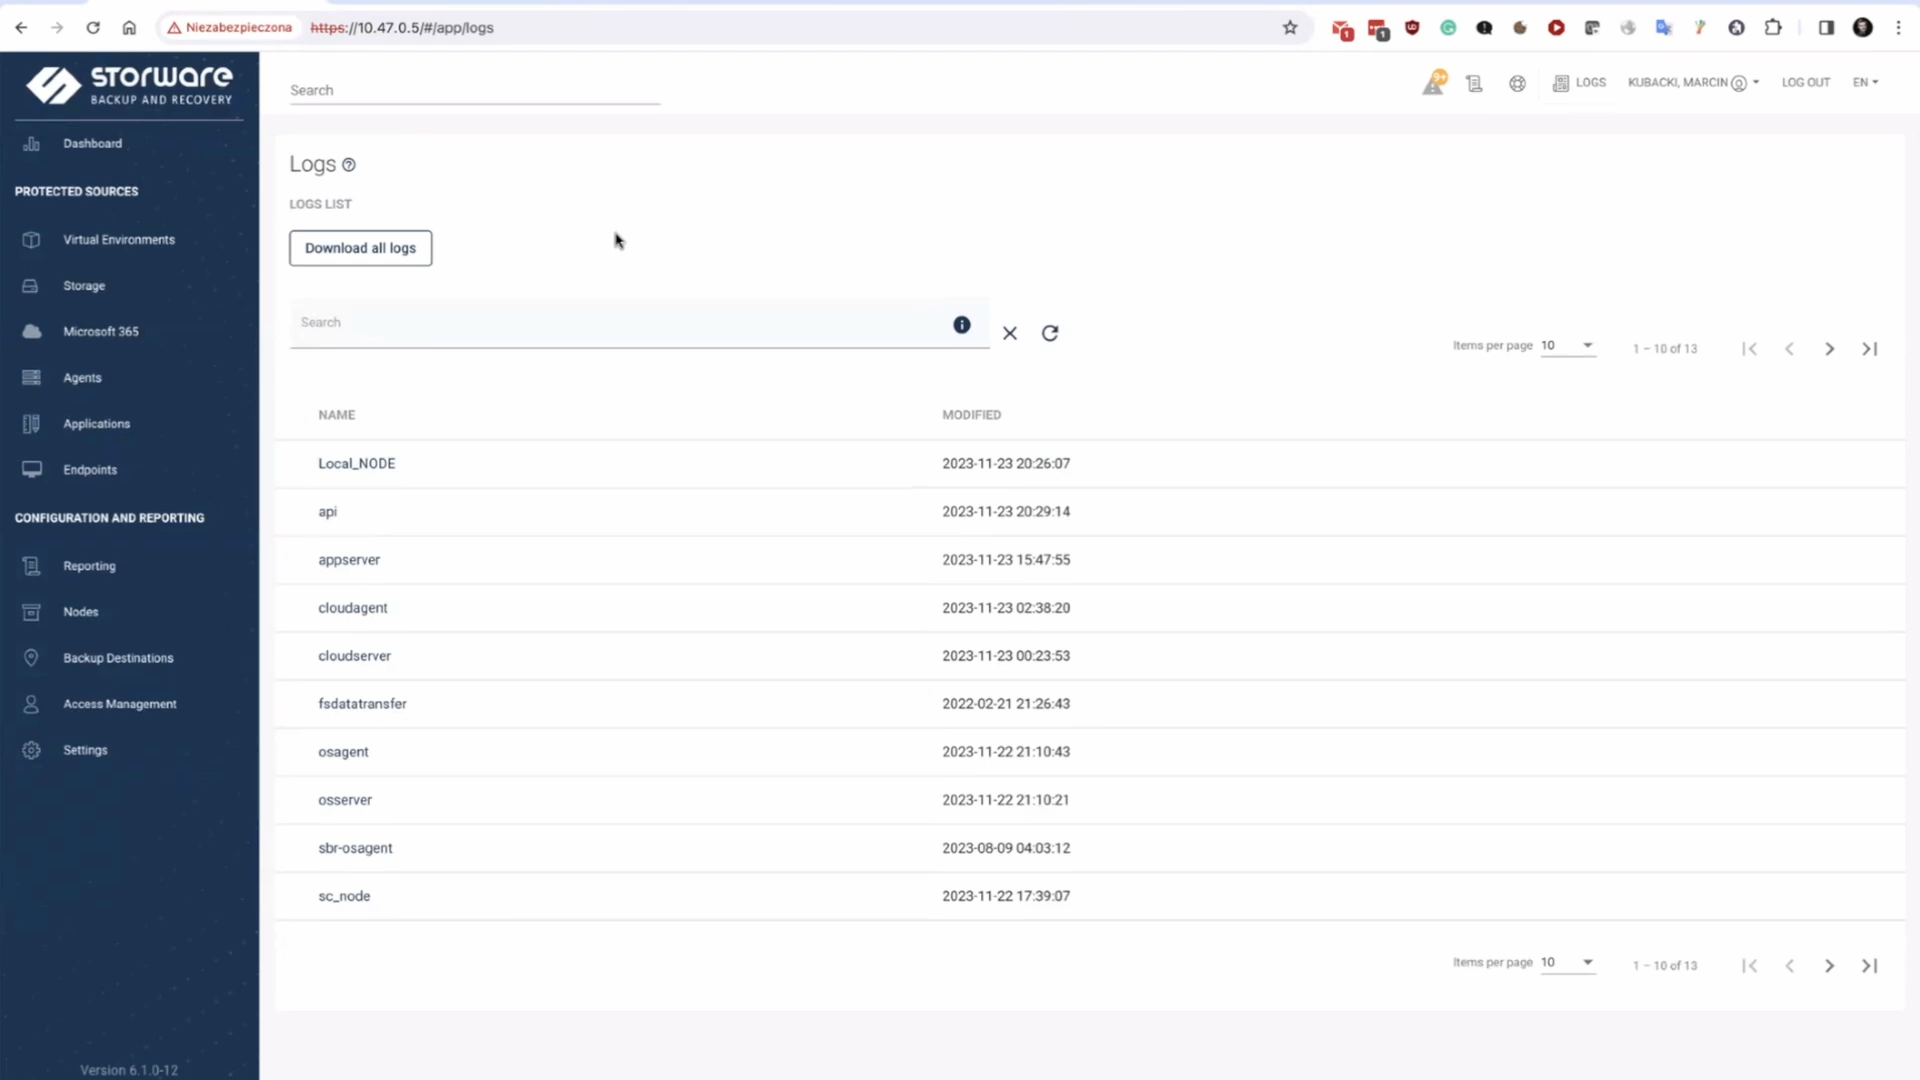 Niezabezpieczona
https://10.47.0.5/#/app/logs
1
1
storware
BACKUP AND RECOVERY
Search
9+
LOGS
KUBACKI, MARCIN
LOG OUT
EN
Dashboard
PROTECTED SOURCES
Virtual Environments
Storage
Microsoft 365
Agents
Applications
Endpoints
CONFIGURATION AND REPORTING
Reporting
Nodes
Backup Destinations
Access Management
Settings
Version 6.1.0-12
Logs
LOGS LIST
Download all logs
Search
Items per page 10
1 – 10 of 13
NAME MODIFIED
Local_NODE 2023-11-23 20:26:07
api 2023-11-23 20:29:14
appserver 2023-11-23 15:47:55
cloudagent 2023-11-23 02:38:20
cloudserver 2023-11-23 00:23:53
fsdatatransfer 2022-02-21 21:26:43
osagent 2023-11-22 21:10:43
osserver 2023-11-22 21:10:21
sbr-osagent 2023-08-09 04:03:12
sc_node 2023-11-22 17:39:07
Items per page 10
1 – 10 of 13